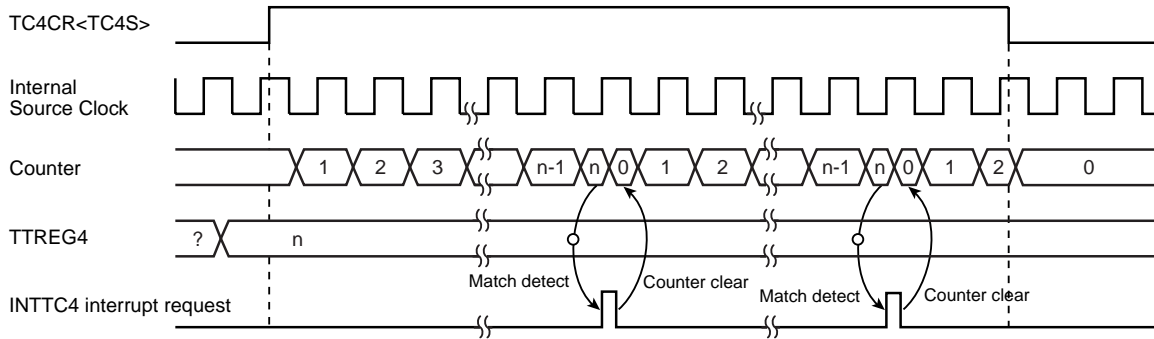 TC4CR<TC4S>
Internal
Source Clock
Counter
1 2 3 n-1 n 0 1 2 n-1 n 0 1 2 0
TTREG4
? n
Match detect Counter clear Match detect Counter clear
INTTC4 interrupt request